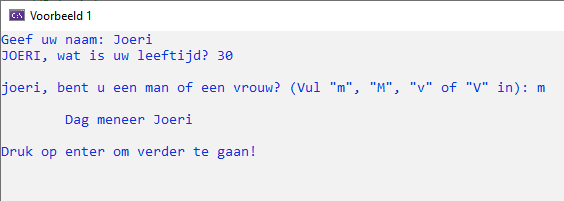 Voorbeeld 1
Geef uw naam: Joeri
JOERI, wat is uw leeftijd? 30
joeri, bent u een man of een vrouw? (Vul "m", "M", "v" of "V" in): m
Dag meneer Joeri
Druk op enter om verder te gaan!